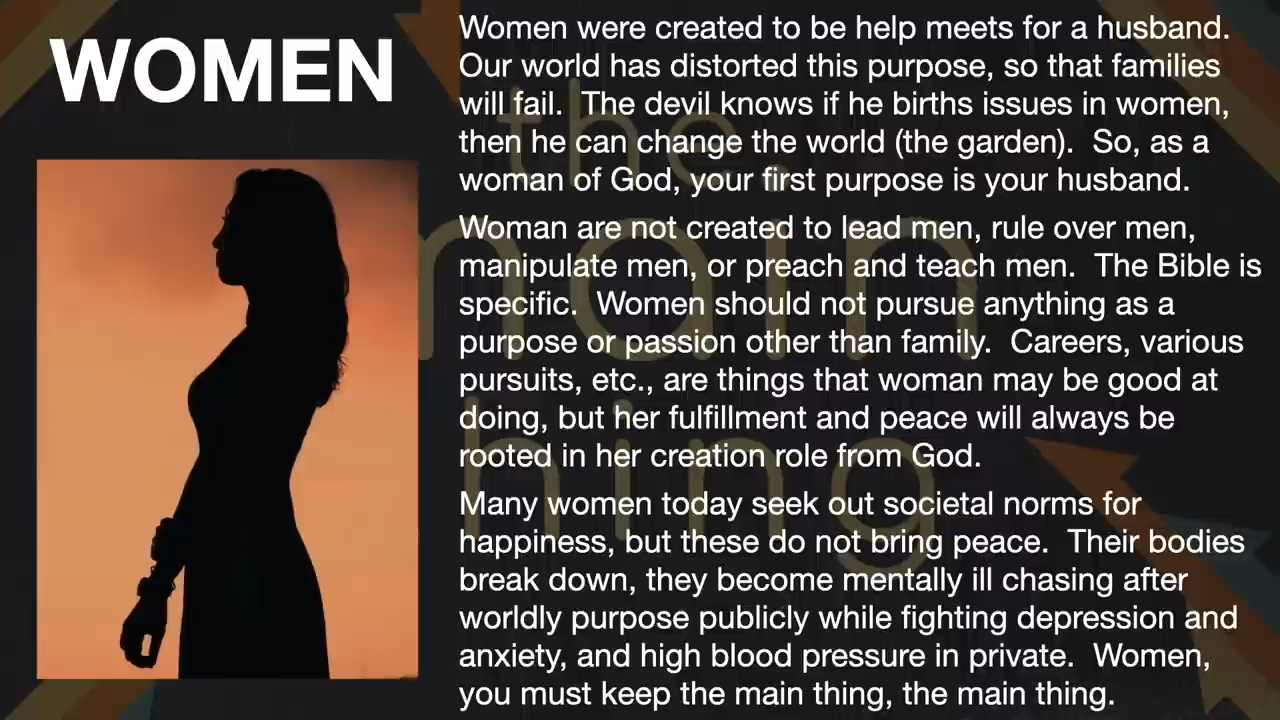 WOMEN
Women were created to be help meets for a husband.
Our world has distorted this purpose, so that families
will fail.  The devil knows if he births issues in women,
then he can change the world (the garden).  So, as a
woman of God, your first purpose is your husband.
Woman are not created to lead men, rule over men,
manipulate men, or preach and teach men.  The Bible is
specific.  Women should not pursue anything as a
purpose or passion other than family.  Careers, various
pursuits, etc., are things that woman may be good at
doing, but her fulfillment and peace will always be
rooted in her creation role from God.
Many women today seek out societal norms for
happiness, but these do not bring peace.  Their bodies
break down, they become mentally ill chasing after
worldly purpose publicly while fighting depression and
anxiety, and high blood pressure in private.  Women,
you must keep the main thing, the main thing.
the
main
thing